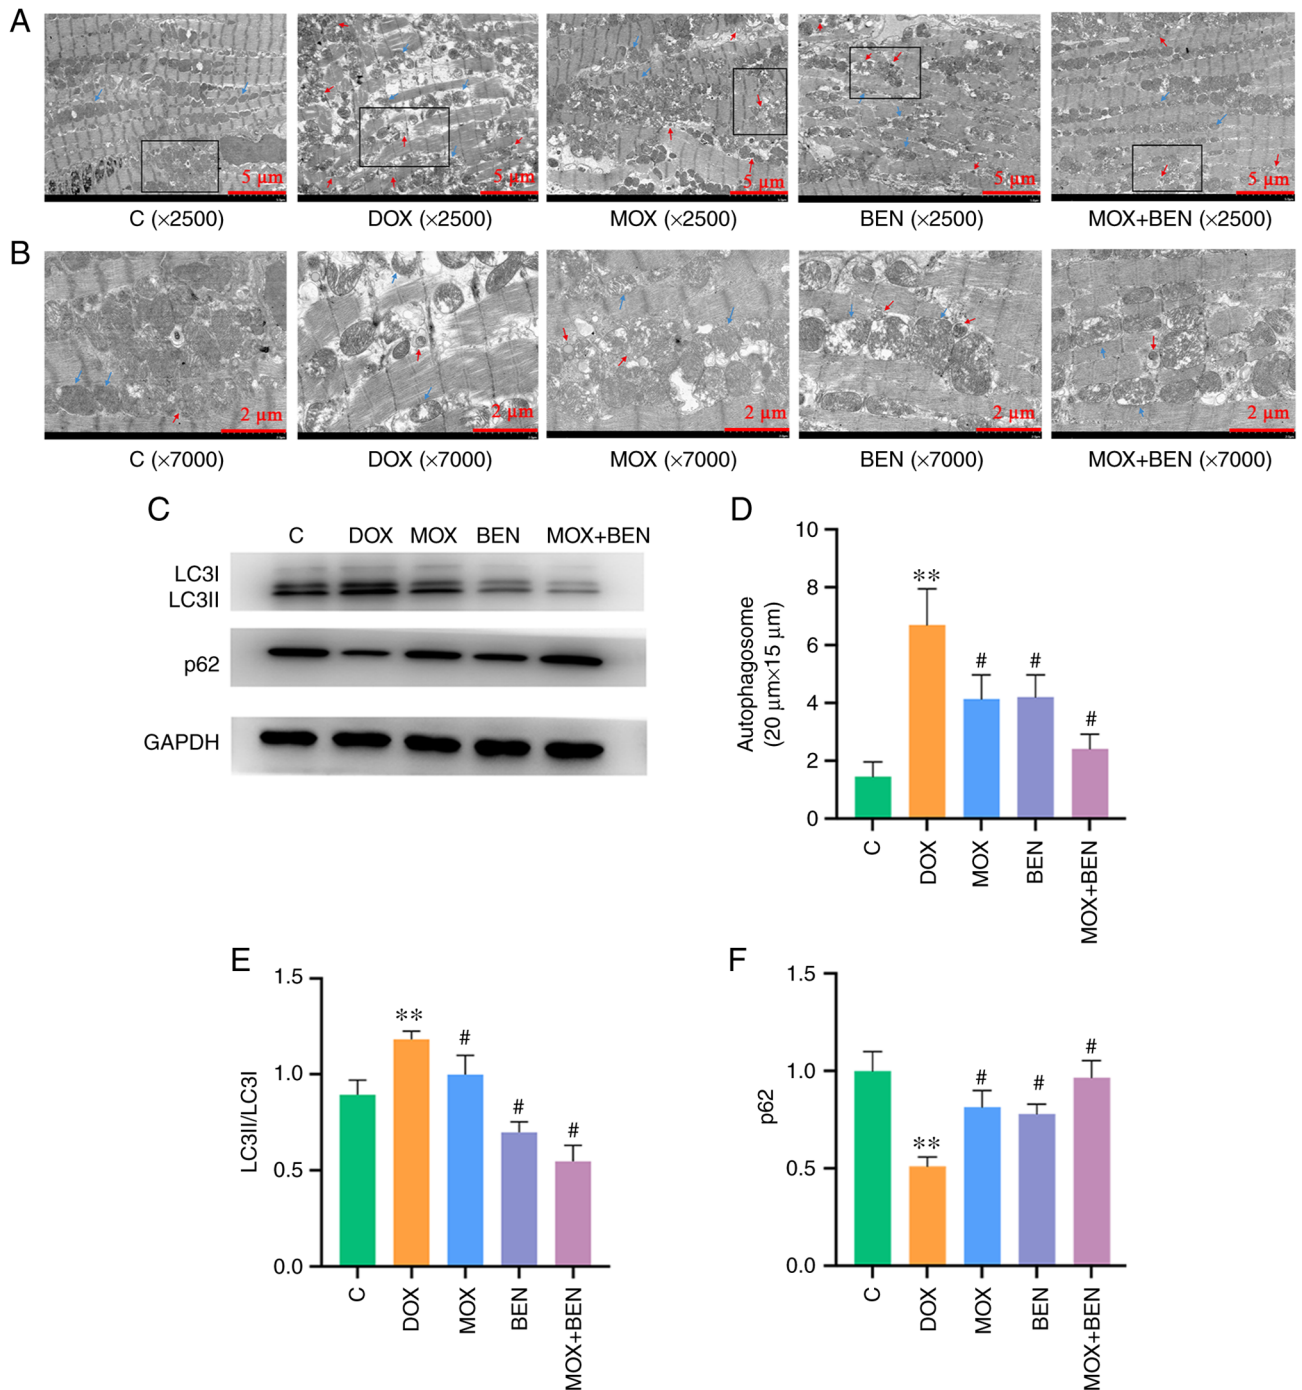 A
5 μm 5 μm 5 μm 5 μm 5 μm
C (×2500) DOX (×2500) MOX (×2500) BEN (×2500) MOX+BEN (×2500)
B
2 μm 2 μm 2 μm 2 μm 2 μm
C (×7000) DOX (×7000) MOX (×7000) BEN (×7000) MOX+BEN (×7000)
C
C DOX MOX BEN MOX+BEN
LC3I
LC3II
p62
GAPDH
D
Autophagosome
(20 μm×15 μm)
10
8
6
4
2
0
**
#
#
#
C
DOX
MOX
BEN
MOX+BEN
E
LC3II/LC3I
1.5
1.0
0.5
0.0
**
#
#
#
C
DOX
MOX
BEN
MOX+BEN
F
p62
1.5
1.0
0.5
0.0
**
#
#
#
C
DOX
MOX
BEN
MOX+BEN